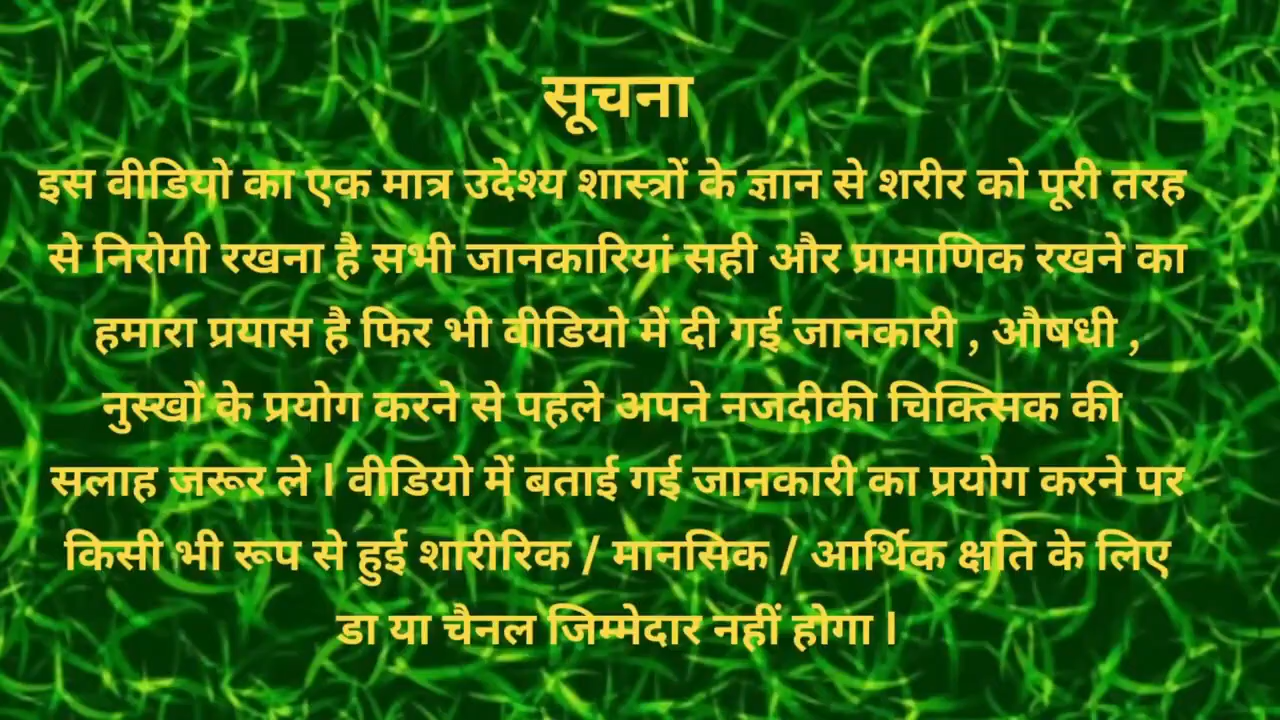 सूचना
इस वीडियो का एक मात्र उदेश्य शास्त्रों के ज्ञान से शरीर को पूरी तरह
से निरोगी रखना है सभी जानकारियां सही और प्रामाणिक रखने का
हमारा प्रयास है फिर भी वीडियो में दी गई जानकारी , औषधी ,
नुस्खों के प्रयोग करने से पहले अपने नजदीकी चिक्त्सिक की
सलाह जरूर ले । वीडियो में बताई गई जानकारी का प्रयोग करने पर
किसी भी रूप से हुई शारीरिक / मानसिक / आर्थिक क्षति के लिए
डा या चैनल जिम्मेदार नहीं होगा ।